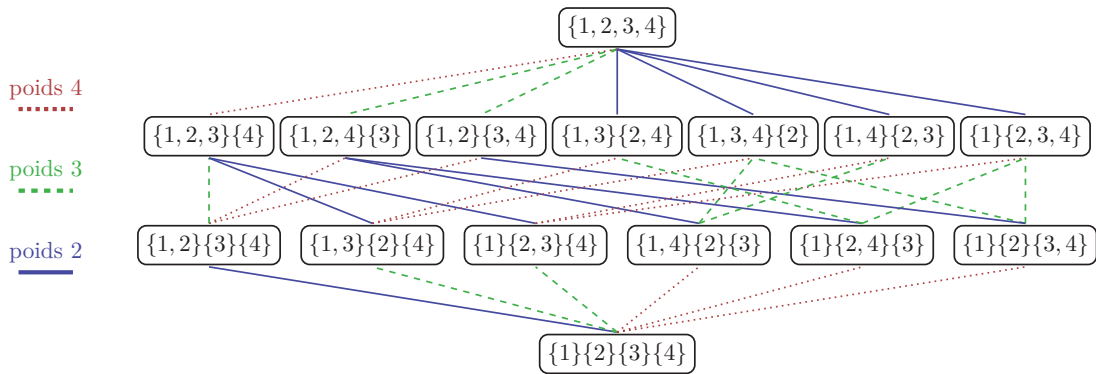 {1, 2, 3, 4}
poids 4
{1, 2, 3}{4} {1, 2, 4}{3} {1, 2}{3, 4} {1, 3}{2, 4} {1, 3, 4}{2} {1, 4}{2, 3} {1}{2, 3, 4}
poids 3
{1, 2}{3}{4} {1, 3}{2}{4} {1}{2, 3}{4} {1, 4}{2}{3} {1}{2, 4}{3} {1}{2}{3, 4}
poids 2
{1}{2}{3}{4}